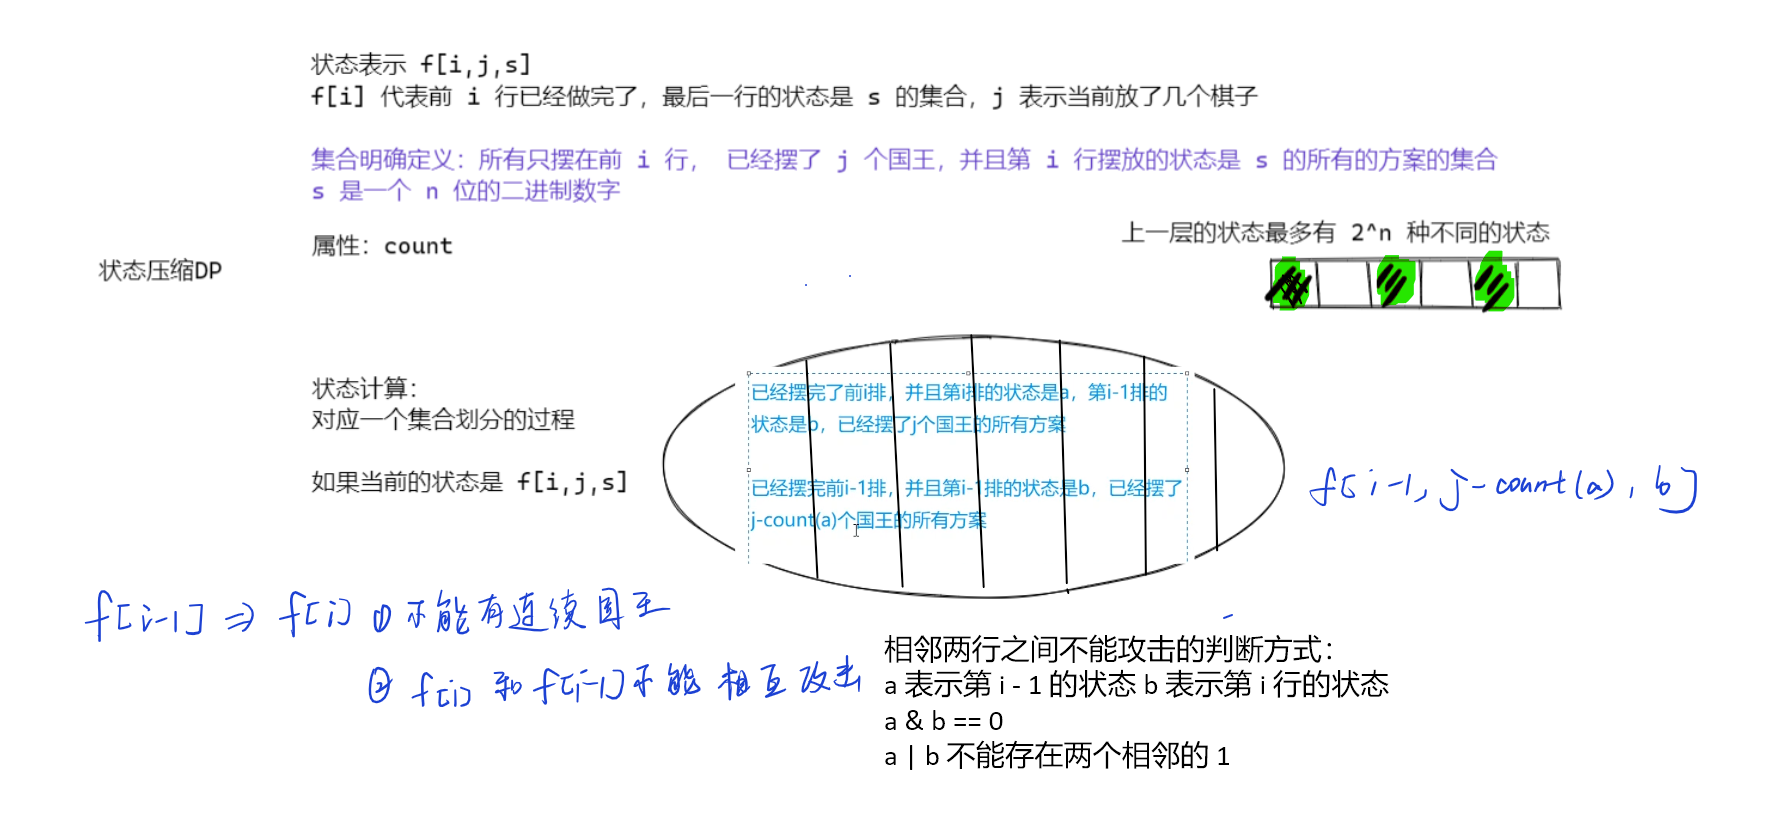 状态表示 f[i,j,s]
f[i] 代表前 i 行已经做完了，最后一行的状态是 s 的集合，j 表示当前放了几个棋子
集合明确定义：所有只摆在前 i 行， 已经摆了 j 个国王，并且第 i 行摆放的状态是 s 的所有的方案的集合
s 是一个 n 位的二进制数字
上一层的状态最多有 2^n 种不同的状态
属性：count
状态压缩DP
状态计算：
对应一个集合划分的过程
如果当前的状态是 f[i,j,s]
已经摆完了前i排，并且第i排的状态是a，第i-1排的
状态是b，已经摆了j个国王的所有方案
已经摆完前i-1排，并且第i-1排的状态是b，已经摆了
j-count(a)个国王的所有方案
f[i-1, j-count(a), b]
f[i-1] => f[i] ① 不能有连续国王
② f[i] 和 f[i-1] 不能相互攻击
相邻两行之间不能攻击的判断方式：
a 表示第 i - 1 的状态 b 表示第 i 行的状态
a & b == 0
a | b 不能存在两个相邻的 1